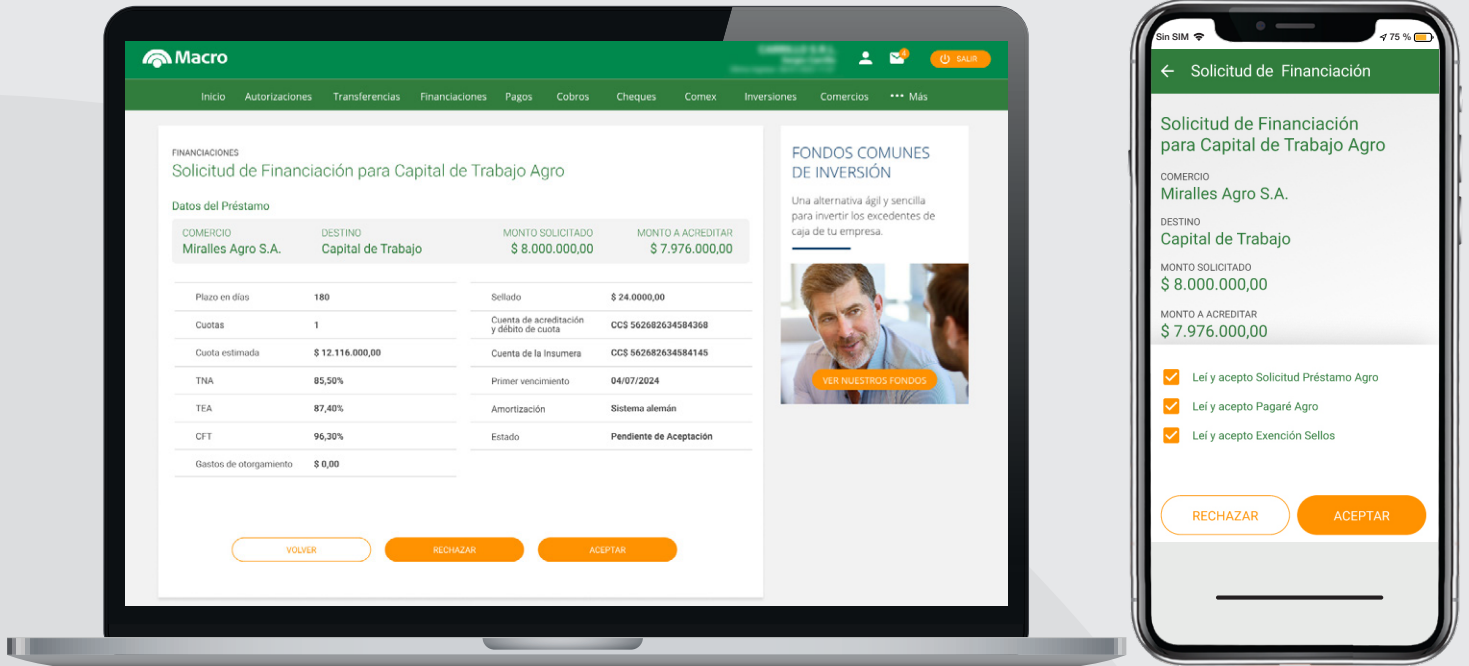 Macro
4
SALIR
Inicio Autorizaciones Transferencias Financiaciones Pagos Cobros Cheques Comex Inversiones Comercios ••• Más
FINANCIACIONES
Solicitud de Financiación para Capital de Trabajo Agro
Datos del Préstamo
COMERCIO DESTINO MONTO SOLICITADO MONTO A ACREDITAR
Miralles Agro S.A. Capital de Trabajo $ 8.000.000,00 $ 7.976.000,00
Plazo en días 180
Cuotas 1
Cuota estimada $ 12.116.000,00
TNA 85,50%
TEA 87,40%
CFT 96,30%
Gastos de otorgamiento $ 0,00
Sellado $ 24.0000,00
Cuenta de acreditación
y débito de cuota CC$ 562682634584368
Cuenta de la Insumera CC$ 562682634584145
Primer vencimiento 04/07/2024
Amortización Sistema alemán
Estado Pendiente de Aceptación
VOLVER RECHAZAR ACEPTAR
FONDOS COMUNES
DE INVERSIÓN
Una alternativa ágil y sencilla
para invertir los excedentes de
caja de tu empresa.
VER NUESTROS FONDOS
Sin SIM 75 %
Solicitud de Financiación
Solicitud de Financiación
para Capital de Trabajo Agro
COMERCIO
Miralles Agro S.A.
DESTINO
Capital de Trabajo
MONTO SOLICITADO
$ 8.000.000,00
MONTO A ACREDITAR
$ 7.976.000,00
Leí y acepto Solicitud Préstamo Agro
Leí y acepto Pagaré Agro
Leí y acepto Exención Sellos
RECHAZAR ACEPTAR